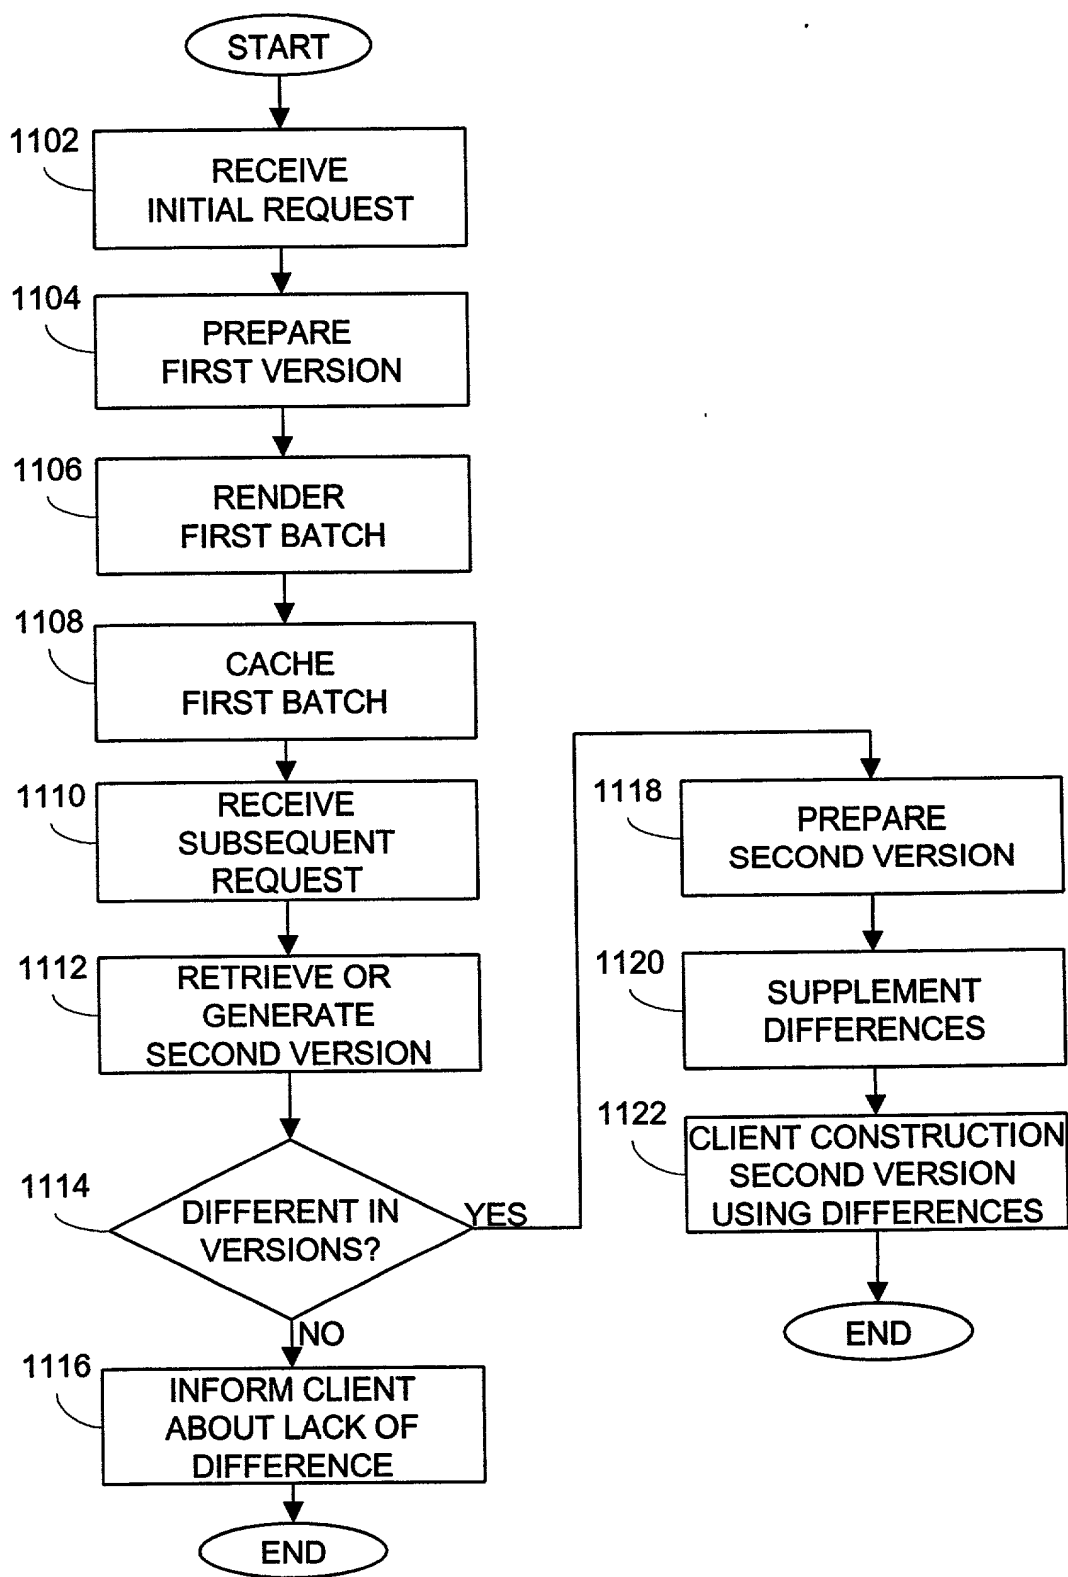 START
1102
RECEIVE
INITIAL REQUEST
1104
PREPARE
FIRST VERSION
1106
RENDER
FIRST BATCH
1108
CACHE
FIRST BATCH
1110
RECEIVE
SUBSEQUENT
REQUEST
1112
RETRIEVE OR
GENERATE
SECOND VERSION
1114
DIFFERENT IN
VERSIONS?
YES
NO
1116
INFORM CLIENT
ABOUT LACK OF
DIFFERENCE
END
1118
PREPARE
SECOND VERSION
1120
SUPPLEMENT
DIFFERENCES
1122
CLIENT CONSTRUCTION
SECOND VERSION
USING DIFFERENCES
END